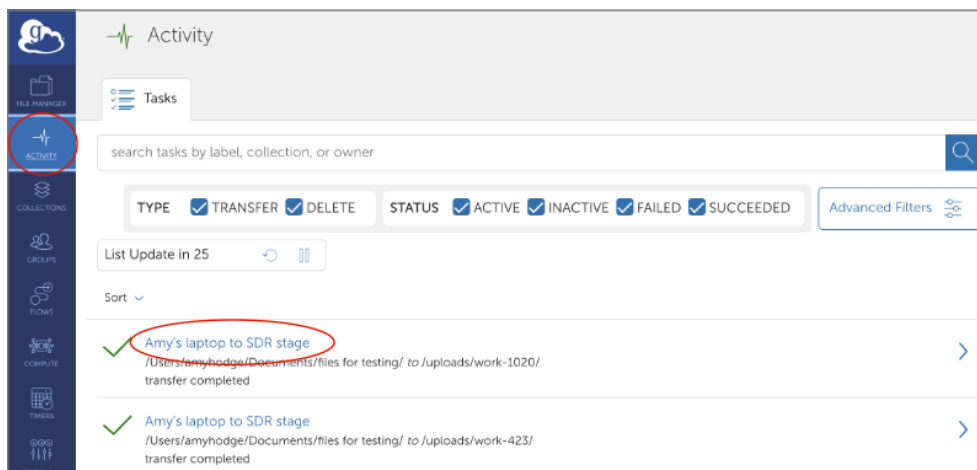 g
Activity
FILE MANAGER
Tasks
ACTIVITY
search tasks by label, collection, or owner
COLLECTIONS
TYPE TRANSFER DELETE STATUS ACTIVE INACTIVE FAILED SUCCEEDED Advanced Filters
GROUPS
List Update in 25
FLOWS
Sort
COMPUTE
Amy's laptop to SDR stage
/Users/amyhodge/Documents/files for testing/ to /uploads/work-1020/
transfer completed
TIMERS
Amy's laptop to SDR stage
/Users/amyhodge/Documents/files for testing/ to /uploads/work-423/
transfer completed